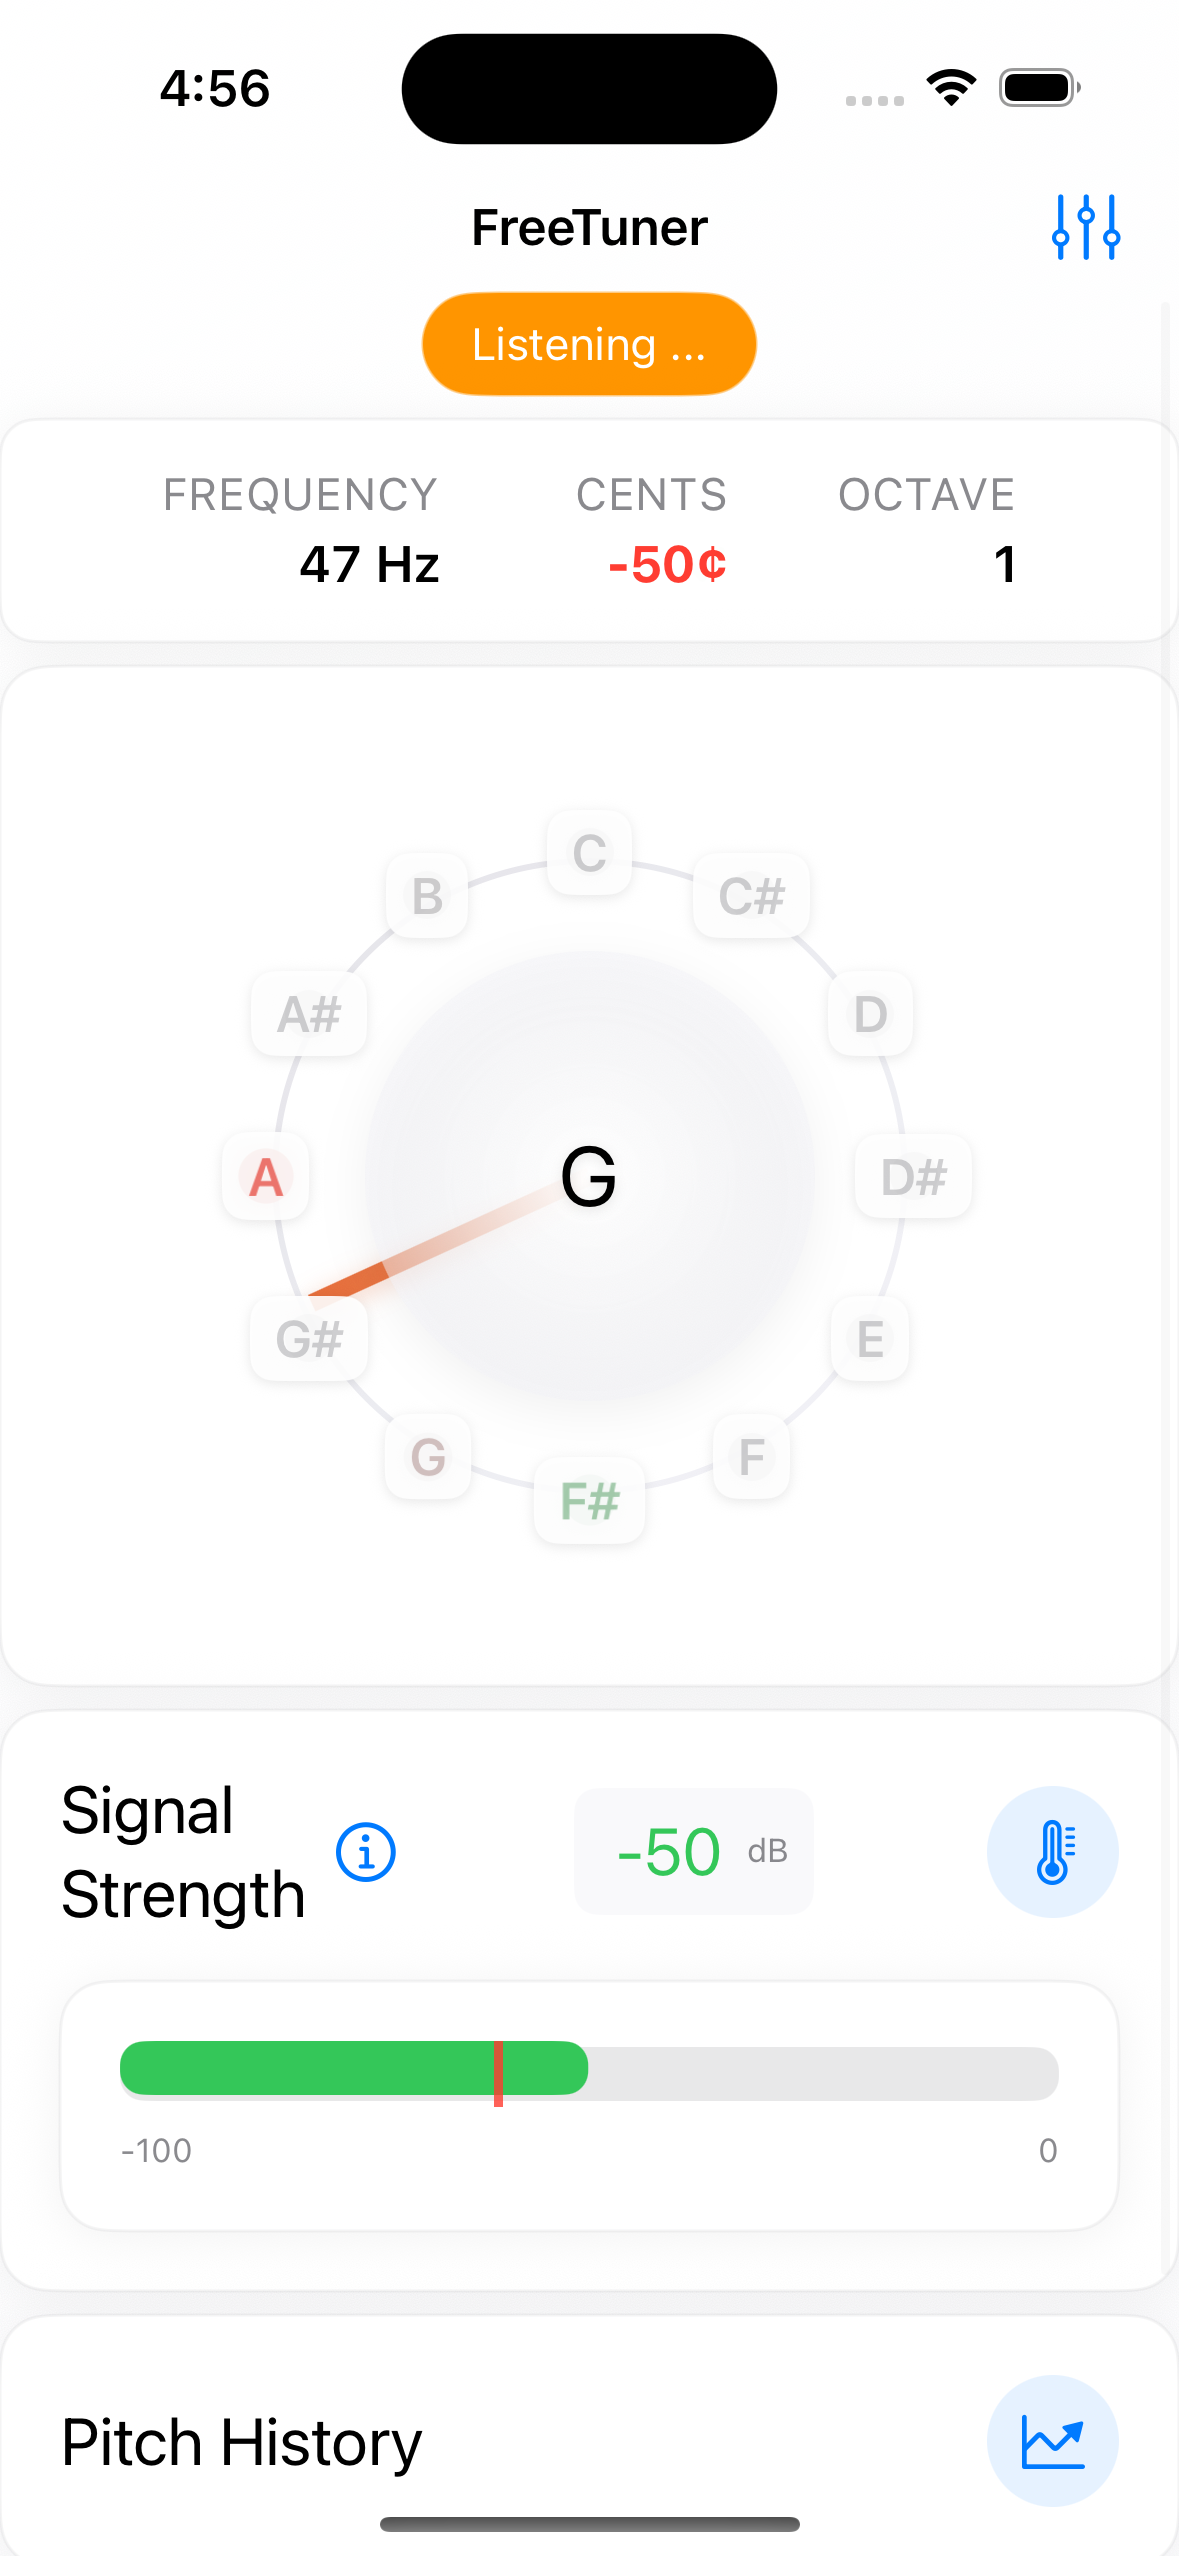 4:56
FreeTuner
Listening ...
FREQUENCY CENTS OCTAVE
47 Hz -50¢ 1
C
B C#
A# D
A G D#
G# E
G F
F#
Signal
Strength
-50 dB
-100 0
Pitch History